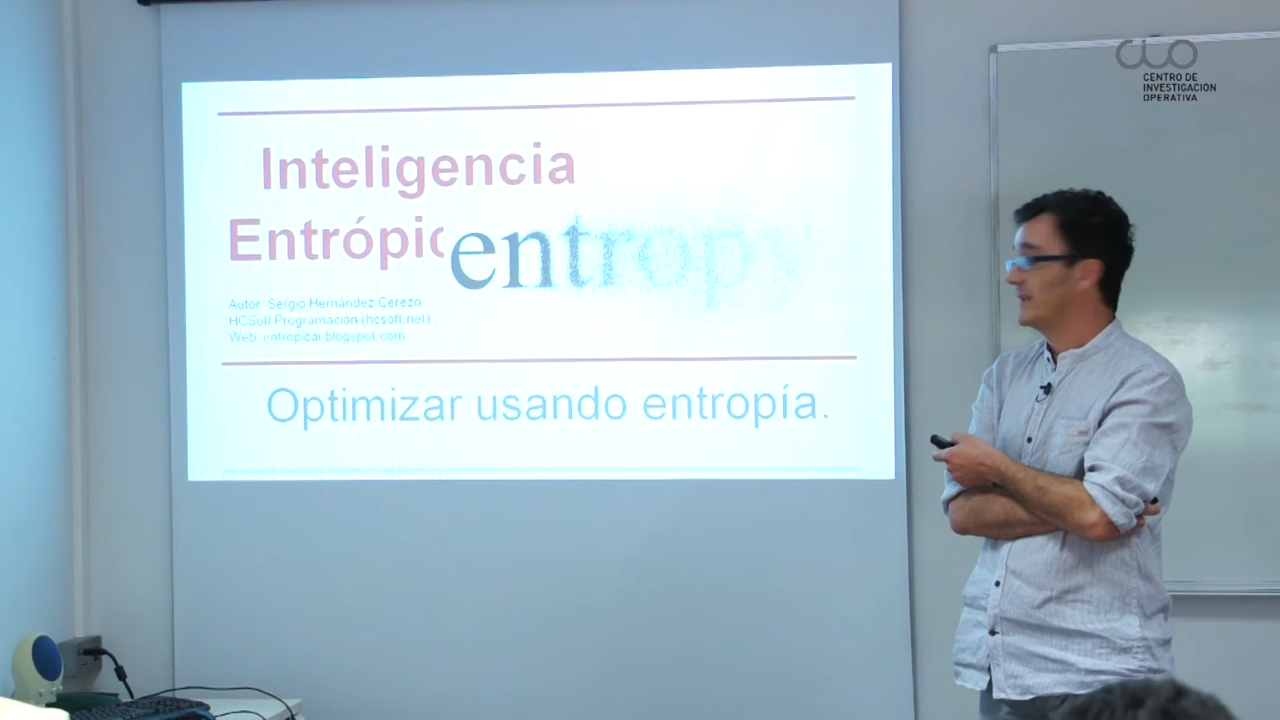 Inteligencia
Entrópic
entropy
Autor: Sergio Hernández Cerezo
HCSoft Programación (hcsoft.net)
Web: entropicai.blogspot.com
Optimizar usando entropía.
CIO
CENTRO DE
INVESTIGACION
OPERATIVA